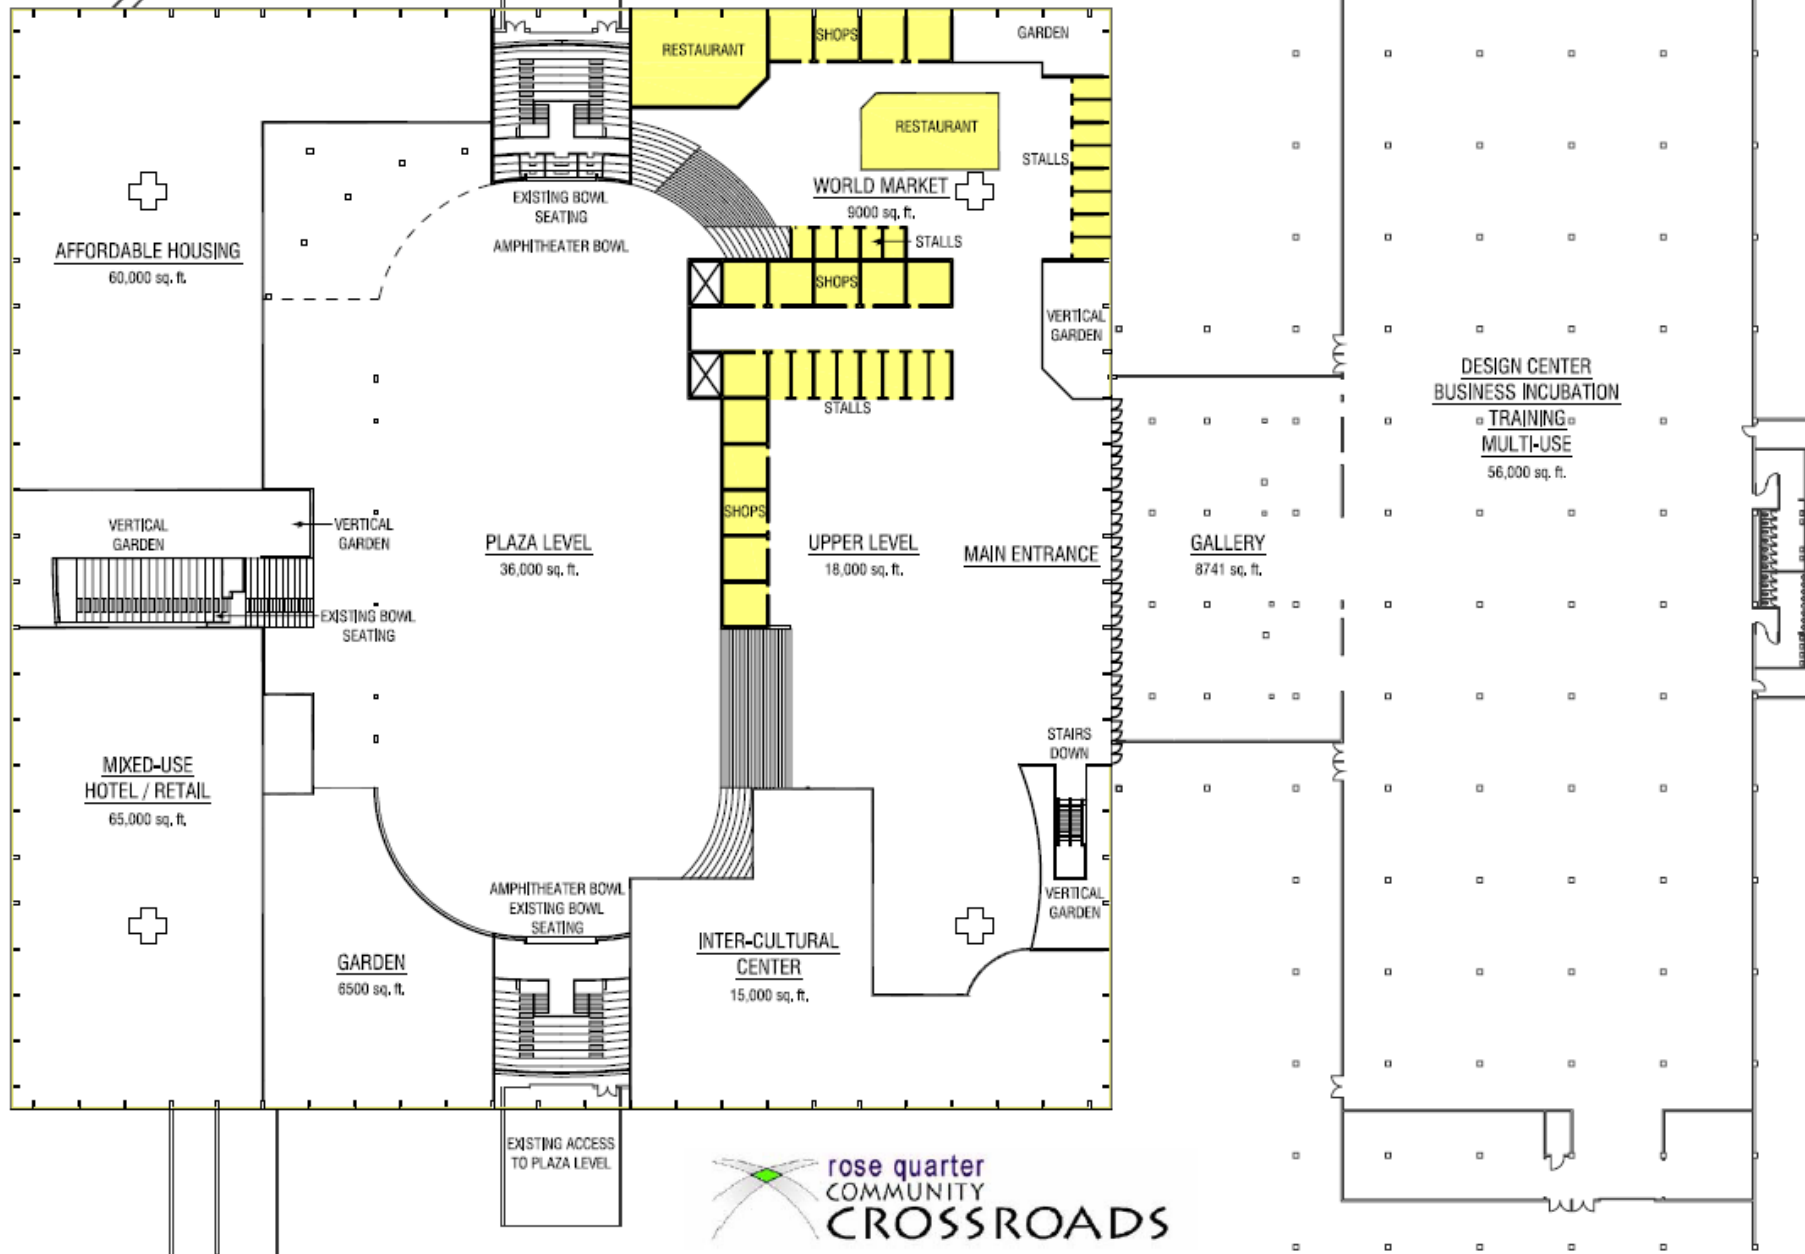 RESTAURANT
SHOPS
GARDEN
RESTAURANT
STALLS
WORLD MARKET
9000 sq. ft.
STALLS
EXISTING BOWL
SEATING
AMPHITHEATER BOWL
AFFORDABLE HOUSING
60,000 sq. ft.
SHOPS
VERTICAL
GARDEN
STALLS
DESIGN CENTER
BUSINESS INCUBATION
TRAINING
MULTI-USE
56,000 sq. ft.
VERTICAL
GARDEN
VERTICAL
GARDEN
SHOPS
PLAZA LEVEL
36,000 sq. ft.
UPPER LEVEL
18,000 sq. ft.
MAIN ENTRANCE
GALLERY
8741 sq. ft.
EXISTING BOWL
SEATING
MIXED-USE
HOTEL / RETAIL
65,000 sq. ft.
STAIRS
DOWN
AMPHITHEATER BOWL
EXISTING BOWL
SEATING
VERTICAL
GARDEN
GARDEN
6500 sq. ft.
INTER-CULTURAL
CENTER
15,000 sq. ft.
EXISTING ACCESS
TO PLAZA LEVEL
rose quarter
COMMUNITY
CROSSROADS